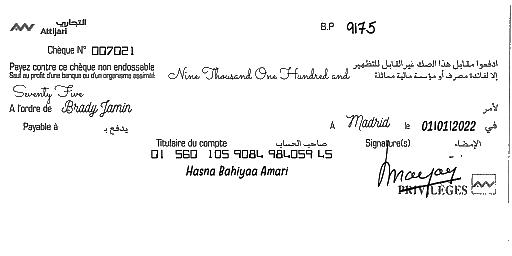 التجاري
Attijari
B.P 9175
Chèque N° 007021
Payez contre ce chèque non endossable
Sauf au profit d'une banque ou d'un organisme assimilé
Nine Thousand One Hundred and
ادفعوا مقابل هذا الصك غير القابل للتظهير
إلا لفائدة مصرف أو مؤسسة مالية مماثلة
Seventy Five
A l'ordre de Brady Jamin
لأمر
Payable à
يدفع بـ
A Madrid le 01/01/2022 في
Titulaire du compte صاحب الحساب
Signature(s) الإمضاء
01 560 105 9084 984059 45
Hasna Bahiyaa Amari
PRIVILÈGES